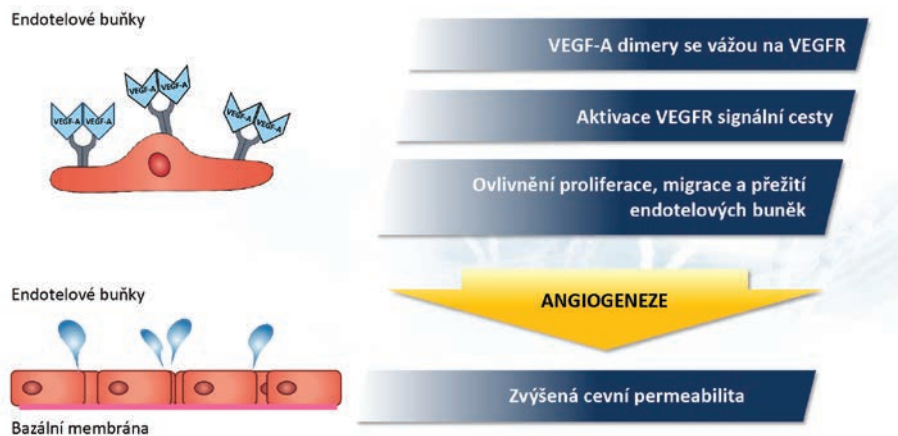 Endotelové buňky
VEGF-A VEGF-A
VEGF-A VEGF-A
VEGF-A VEGF-A
VEGF-A dimery se vážou na VEGFR
Aktivace VEGFR signální cesty
Ovlivnění proliferace, migrace a přežití
endotelových buněk
ANGIOGENEZE
Endotelové buňky
Bazální membrána
Zvýšená cevní permeabilita